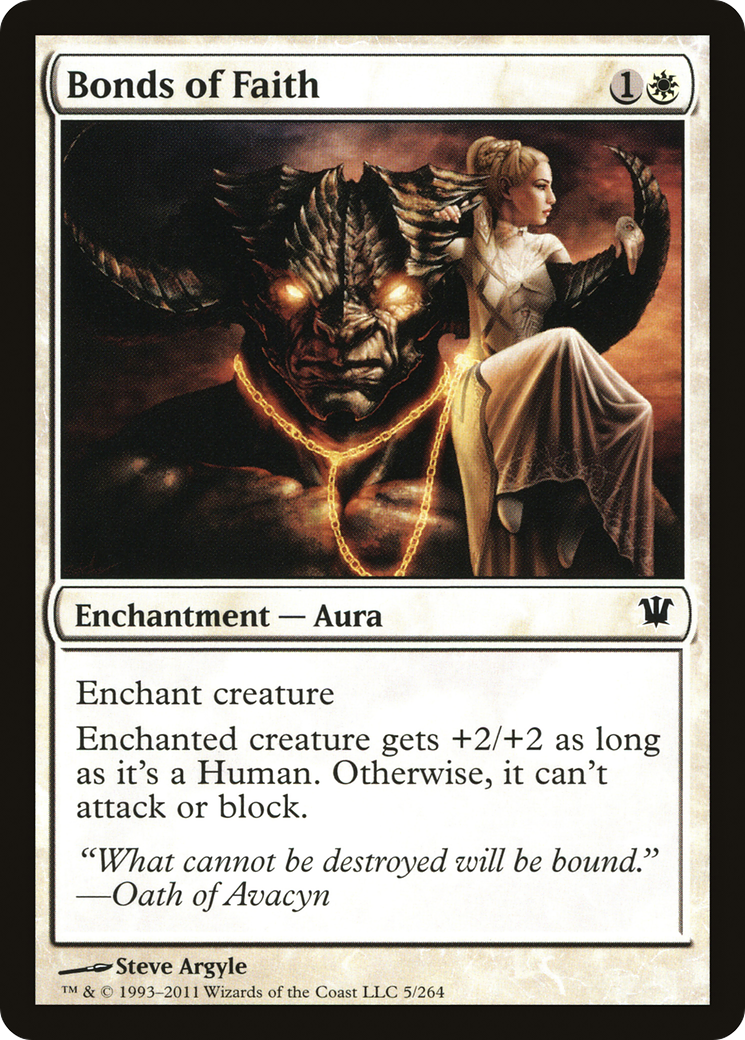 Bonds of Faith 1
Enchantment — Aura
Enchant creature
Enchanted creature gets +2/+2 as long
as it's a Human. Otherwise, it can't
attack or block.
“What cannot be destroyed will be bound.”
—Oath of Avacyn
Steve Argyle
™ & © 1993–2011 Wizards of the Coast LLC 5/264